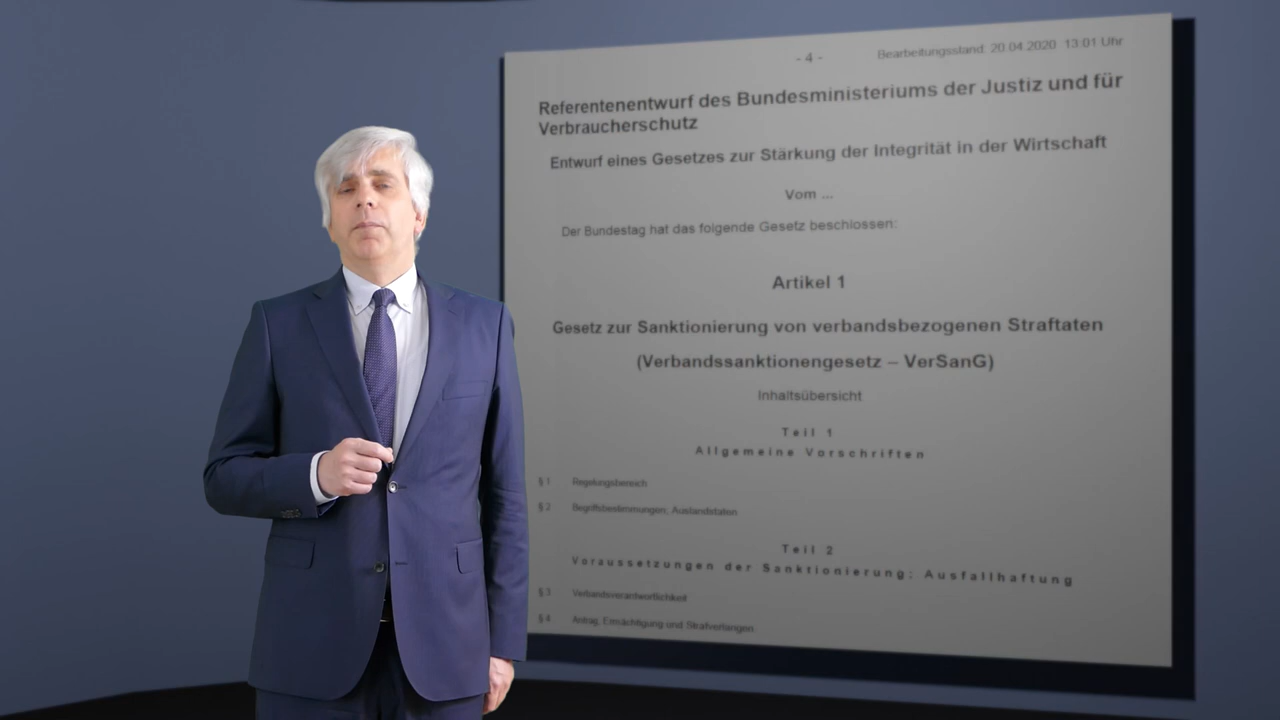 - 4 -
Bearbeitungsstand: 20.04.2020 13:01 Uhr
Referentenentwurf des Bundesministeriums der Justiz und für
Verbraucherschutz
Entwurf eines Gesetzes zur Stärkung der Integrität in der Wirtschaft
Vom ...
Der Bundestag hat das folgende Gesetz beschlossen:
Artikel 1
Gesetz zur Sanktionierung von verbandsbezogenen Straftaten
(Verbandssanktionengesetz – VerSanG)
Inhaltsübersicht
Teil 1
Allgemeine Vorschriften
§ 1 Regelungsbereich
§ 2 Begriffsbestimmungen; Auslandstaten
Teil 2
Voraussetzungen der Sanktionierung; Ausfallhaftung
§ 3 Verbandsverantwortlichkeit
§ 4 Antrag, Ermächtigung und Strafverlangen